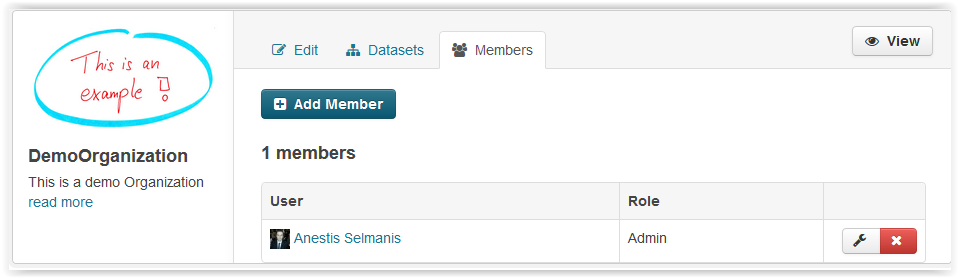 This is an
example !
DemoOrganization
This is a demo Organization
read more
Edit
Datasets
Members
View
Add Member
1 members
User
Role
Anestis Selmanis
Admin